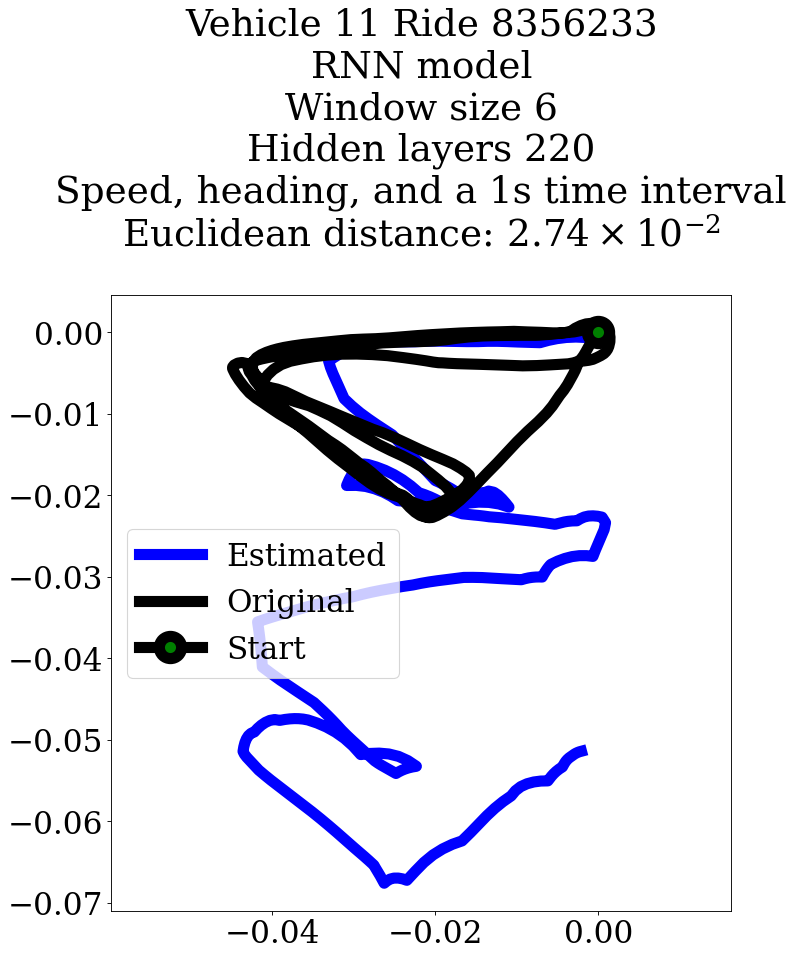 Vehicle 11 Ride 8356233
RNN model
Window size 6
Hidden layers 220
Speed, heading, and a 1s time interval
Euclidean distance: 2.74 × 10⁻²
0.00
−0.01
−0.02
−0.03
−0.04
−0.05
−0.06
−0.07
Estimated
Original
Start
−0.04
−0.02
0.00